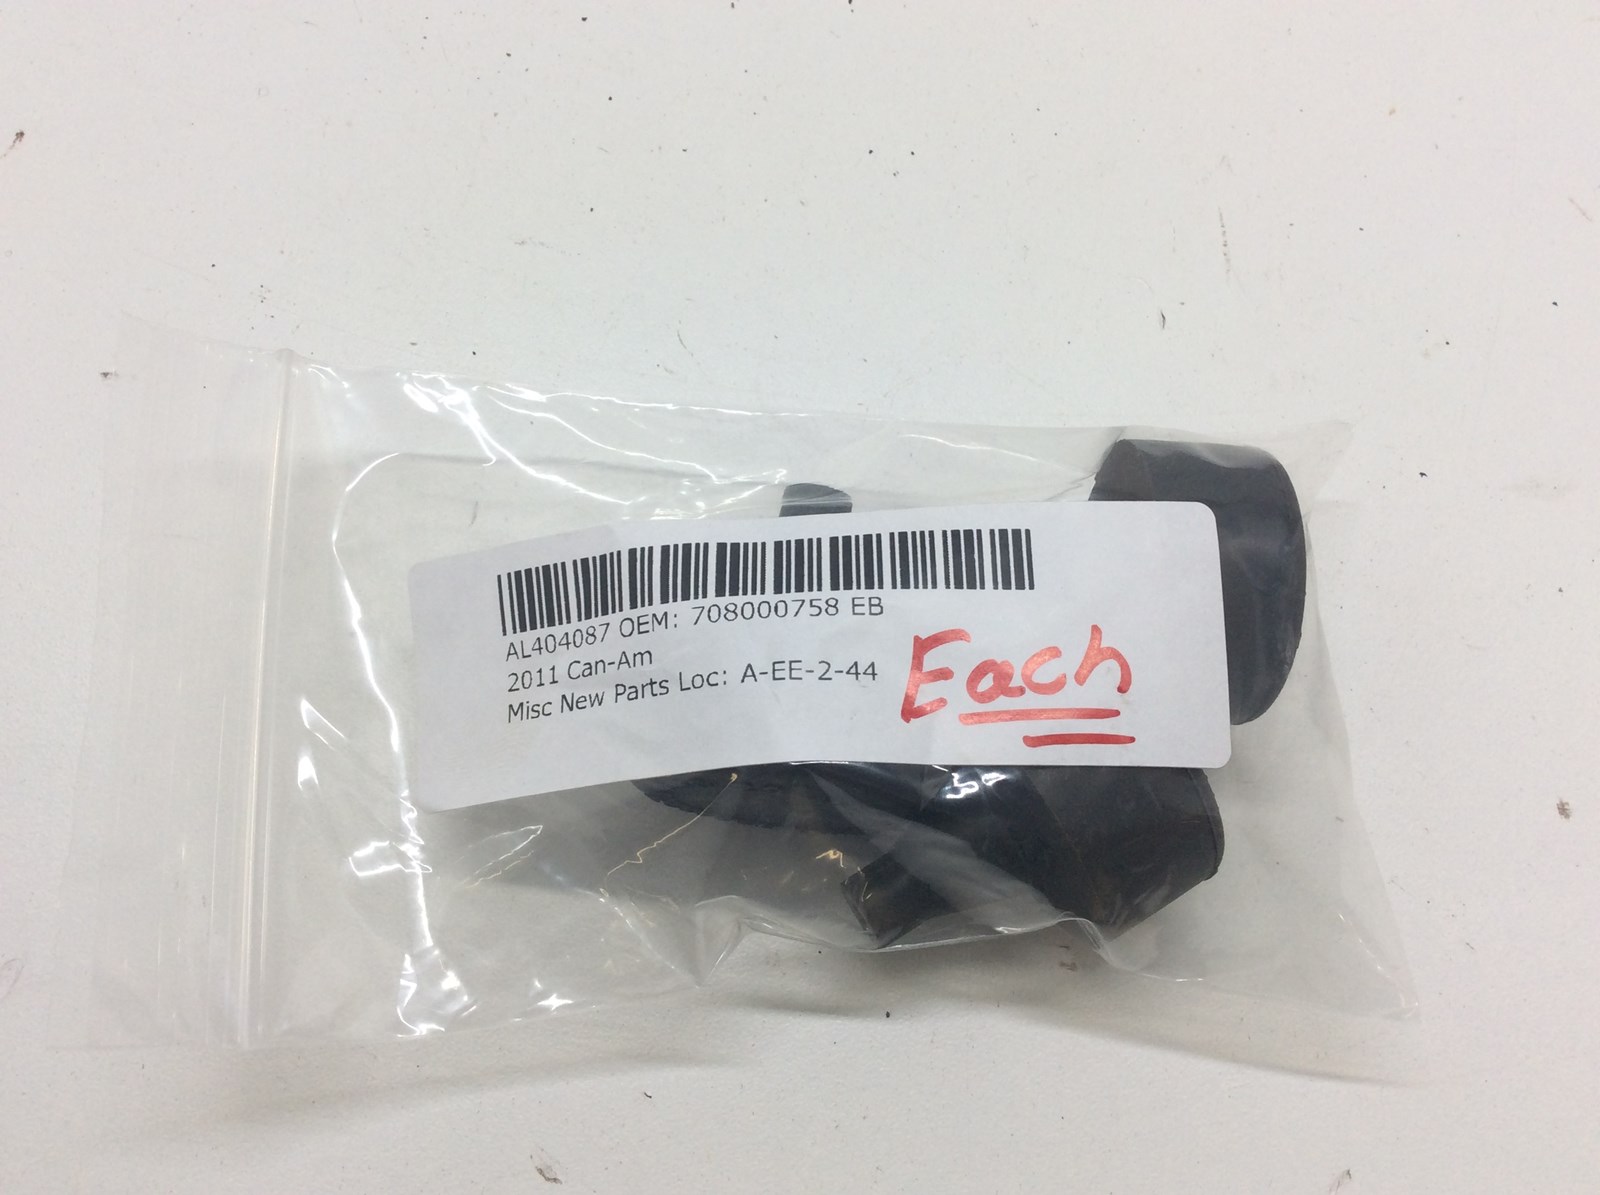 AL404087 OEM: 708000758 EB
2011 Can-Am
Misc New Parts Loc: A-EE-2-44
Each